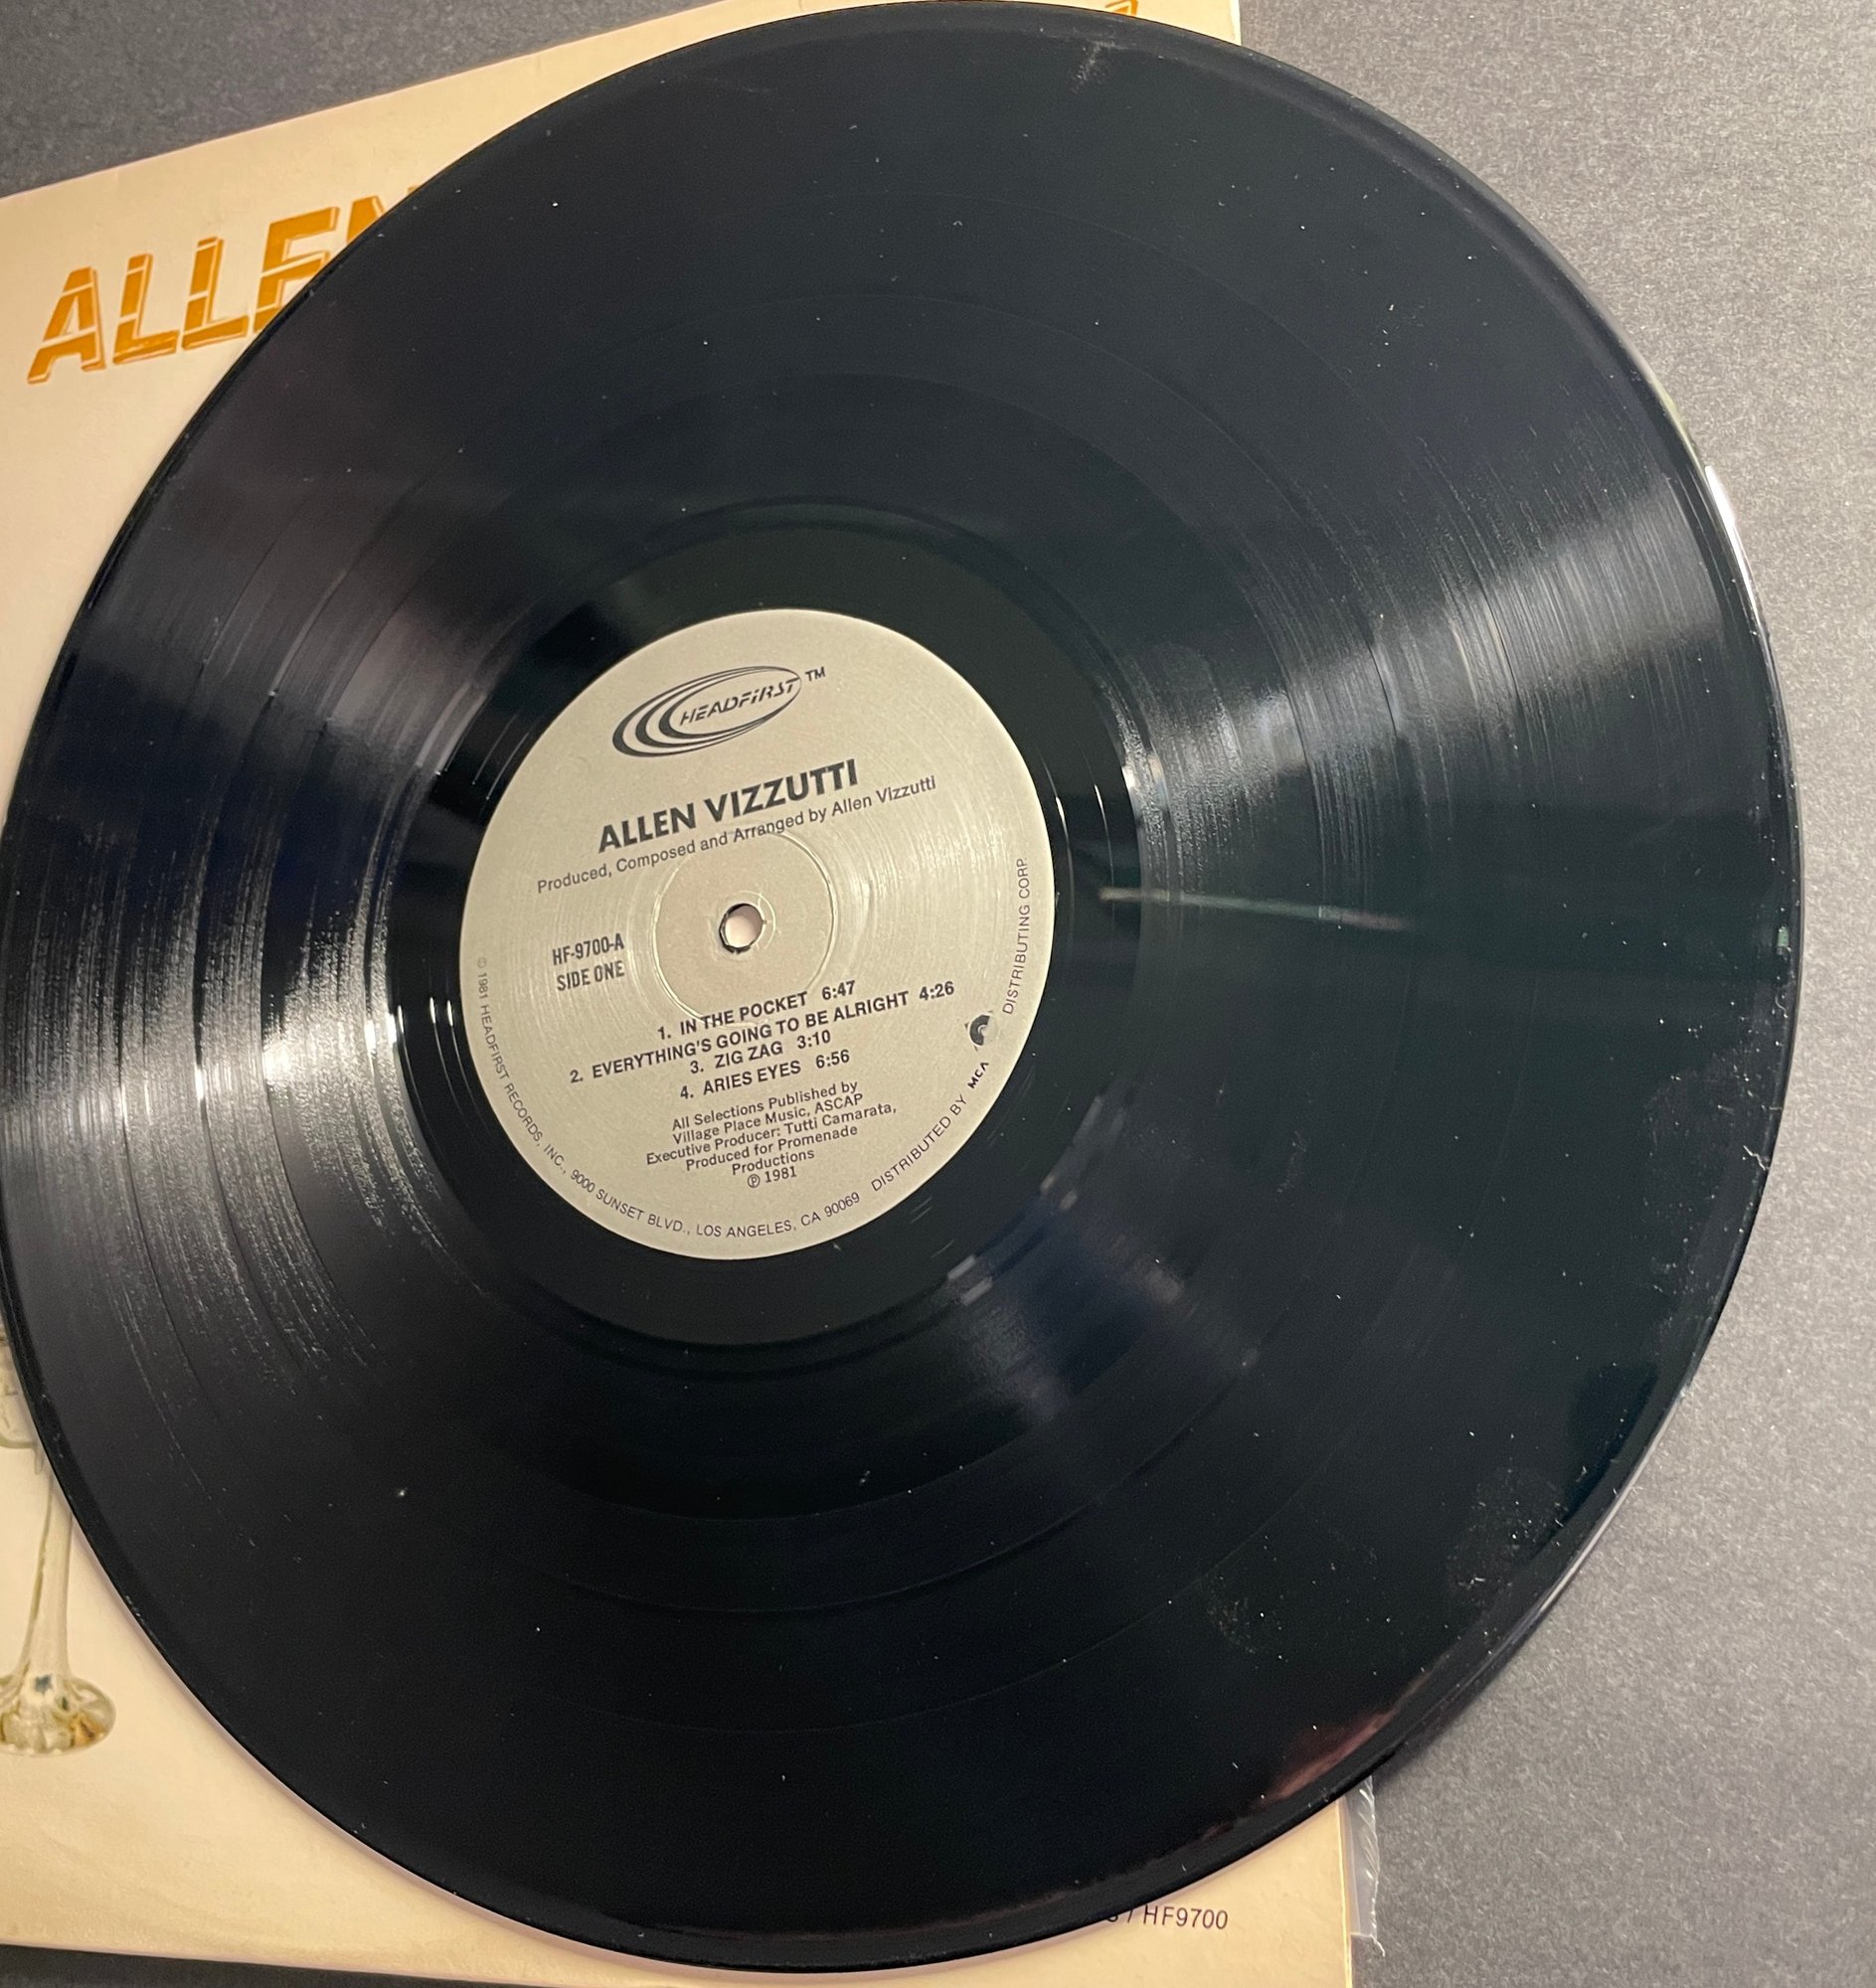 ALLEN
HEADFIRST™
ALLEN VIZZUTTI
Produced, Composed and Arranged by Allen Vizzutti
HF-9700-A
SIDE ONE
1. IN THE POCKET 6:47
2. EVERYTHING'S GOING TO BE ALRIGHT 4:26
3. ZIG ZAG 3:10
4. ARIES EYES 6:56
All Selections Published by
Village Place Music, ASCAP
Executive Producer: Tutti Camarata,
Produced for Promenade
Productions
℗ 1981
© 1981 HEADFIRST RECORDS, INC., 9000 SUNSET BLVD., LOS ANGELES, CA 90069 DISTRIBUTED BY MCA DISTRIBUTING CORP.
/ HF9700